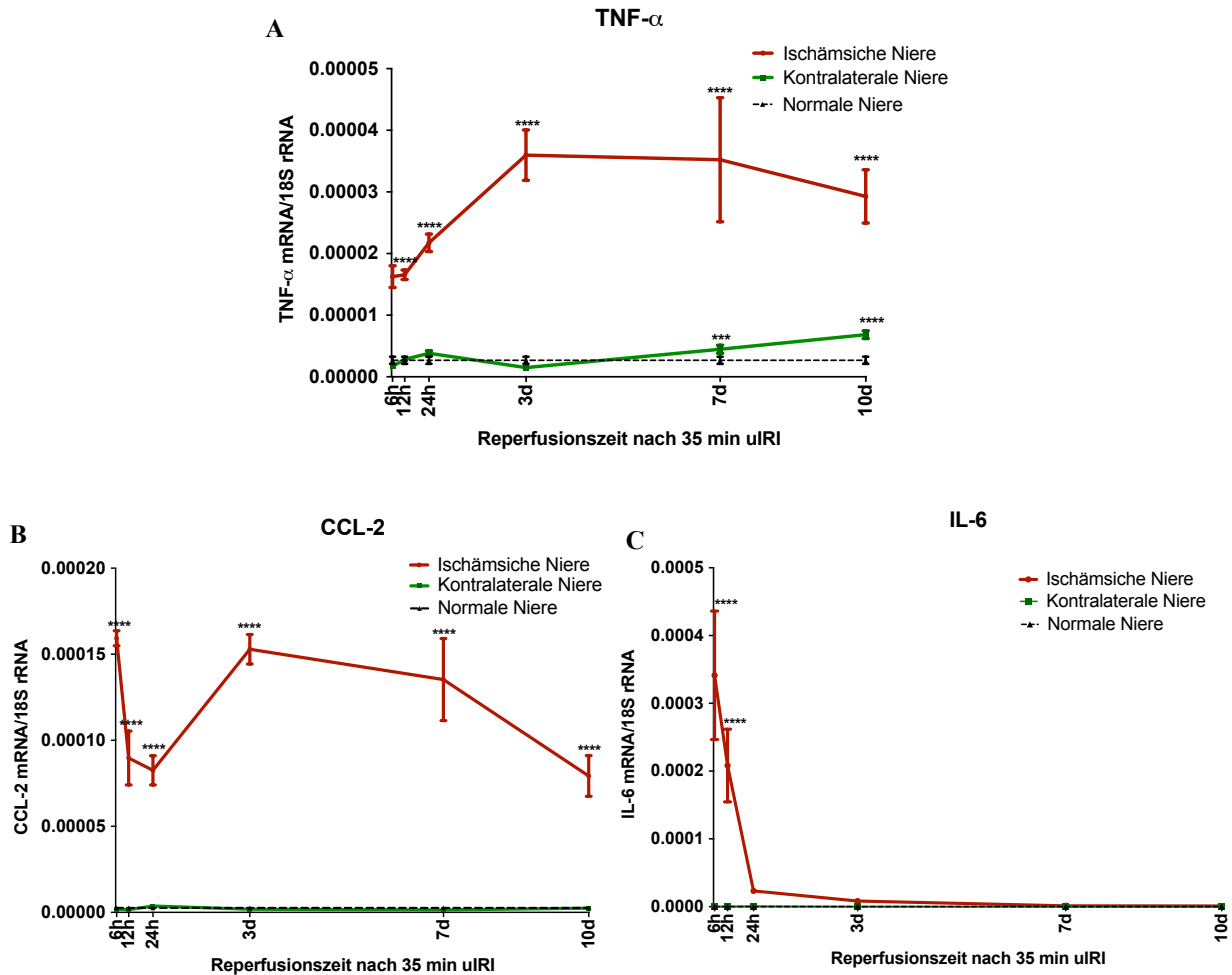 A
TNF-α
Ischämsiche Niere
Kontralaterale Niere
Normale Niere
TNF-α mRNA/18S rRNA
0.00005
0.00004
0.00003
0.00002
0.00001
0.00000
****
****
****
****
****
***
****
6h
12h
24h
3d
7d
10d
Reperfusionszeit nach 35 min uIRI
B
CCL-2
Ischämsiche Niere
Kontralaterale Niere
Normale Niere
CCL-2 mRNA/18S rRNA
0.00020
0.00015
0.00010
0.00005
0.00000
****
****
****
****
****
****
6h
12h
24h
3d
7d
10d
Reperfusionszeit nach 35 min uIRI
C
IL-6
Ischämsiche Niere
Kontralaterale Niere
Normale Niere
IL-6 mRNA/18S rRNA
0.0005
0.0004
0.0003
0.0002
0.0001
0.0000
****
****
6h
12h
24h
3d
7d
10d
Reperfusionszeit nach 35 min uIRI